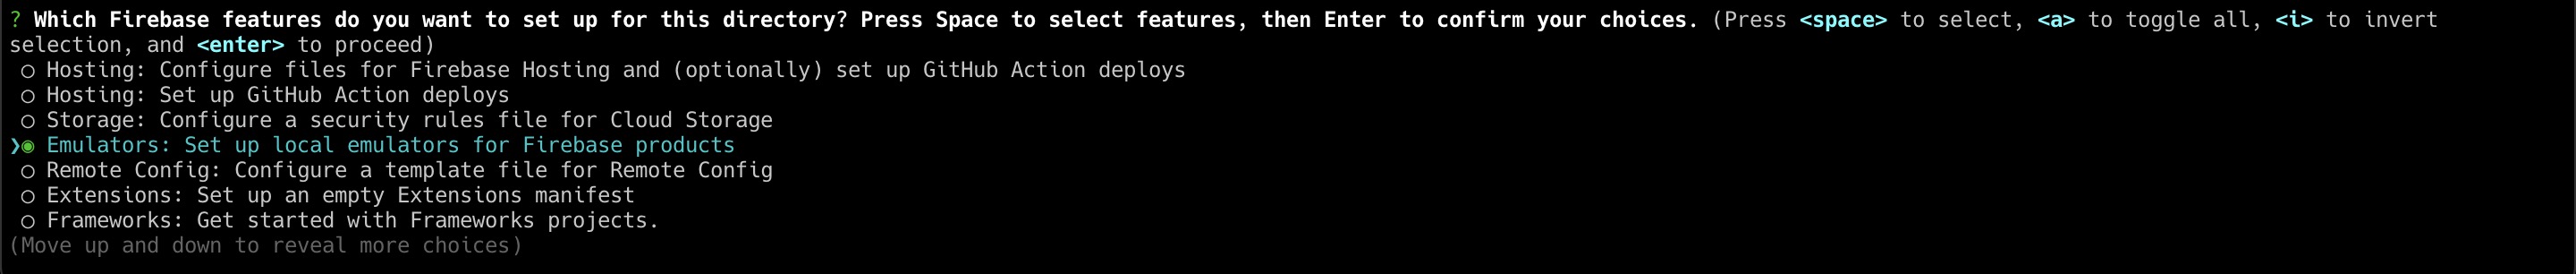 ? Which Firebase features do you want to set up for this directory? Press Space to select features, then Enter to confirm your choices. (Press <space> to select, <a> to toggle all, <i> to invert
selection, and <enter> to proceed)
◯ Hosting: Configure files for Firebase Hosting and (optionally) set up GitHub Action deploys
◯ Hosting: Set up GitHub Action deploys
◯ Storage: Configure a security rules file for Cloud Storage
❯◉ Emulators: Set up local emulators for Firebase products
◯ Remote Config: Configure a template file for Remote Config
◯ Extensions: Set up an empty Extensions manifest
◯ Frameworks: Get started with Frameworks projects.
(Move up and down to reveal more choices)